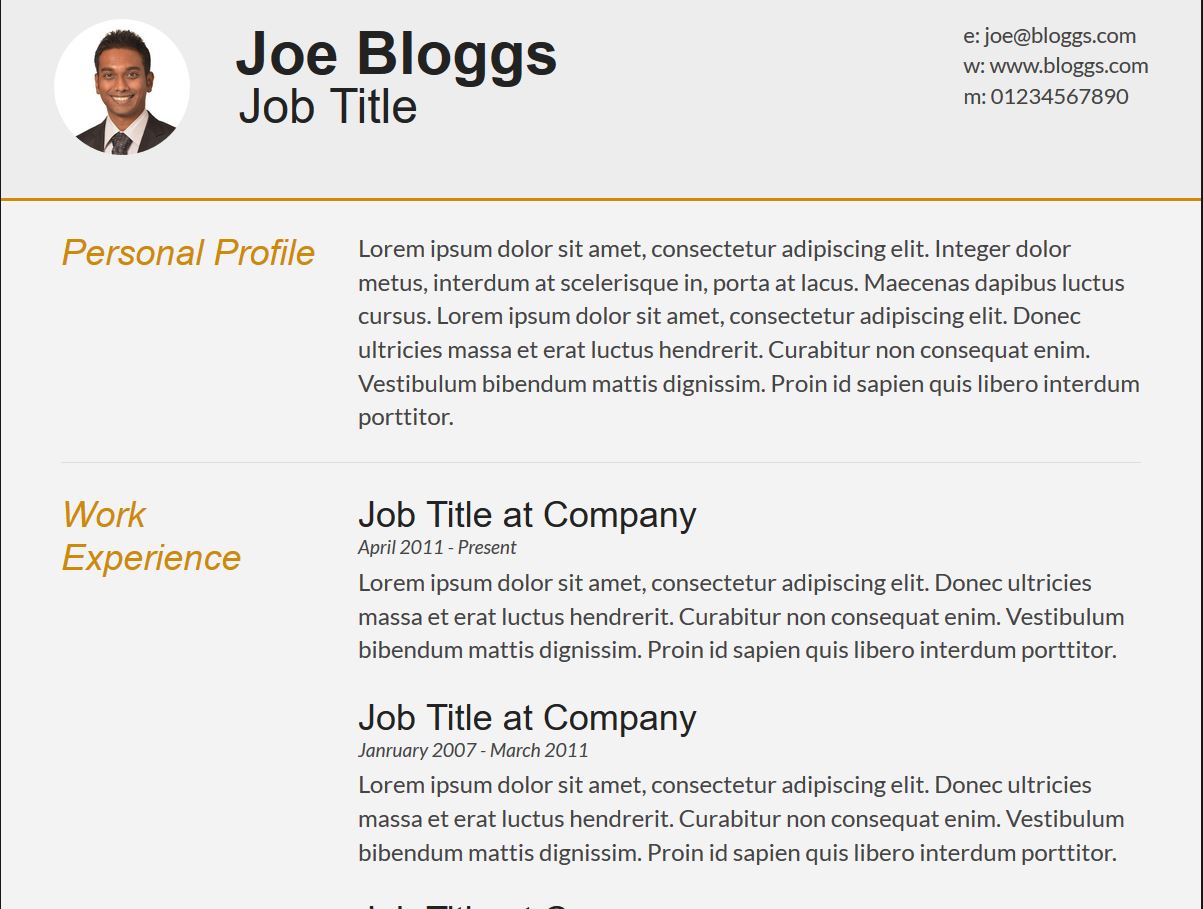 Joe Bloggs
Job Title
e: joe@bloggs.com
w: www.bloggs.com
m: 01234567890
Personal Profile
Lorem ipsum dolor sit amet, consectetur adipiscing elit. Integer dolor
metus, interdum at scelerisque in, porta at lacus. Maecenas dapibus luctus
cursus. Lorem ipsum dolor sit amet, consectetur adipiscing elit. Donec
ultricies massa et erat luctus hendrerit. Curabitur non consequat enim.
Vestibulum bibendum mattis dignissim. Proin id sapien quis libero interdum
porttitor.
Work
Experience
Job Title at Company
April 2011 - Present
Lorem ipsum dolor sit amet, consectetur adipiscing elit. Donec ultricies
massa et erat luctus hendrerit. Curabitur non consequat enim. Vestibulum
bibendum mattis dignissim. Proin id sapien quis libero interdum porttitor.
Job Title at Company
Janruary 2007 - March 2011
Lorem ipsum dolor sit amet, consectetur adipiscing elit. Donec ultricies
massa et erat luctus hendrerit. Curabitur non consequat enim. Vestibulum
bibendum mattis dignissim. Proin id sapien quis libero interdum porttitor.